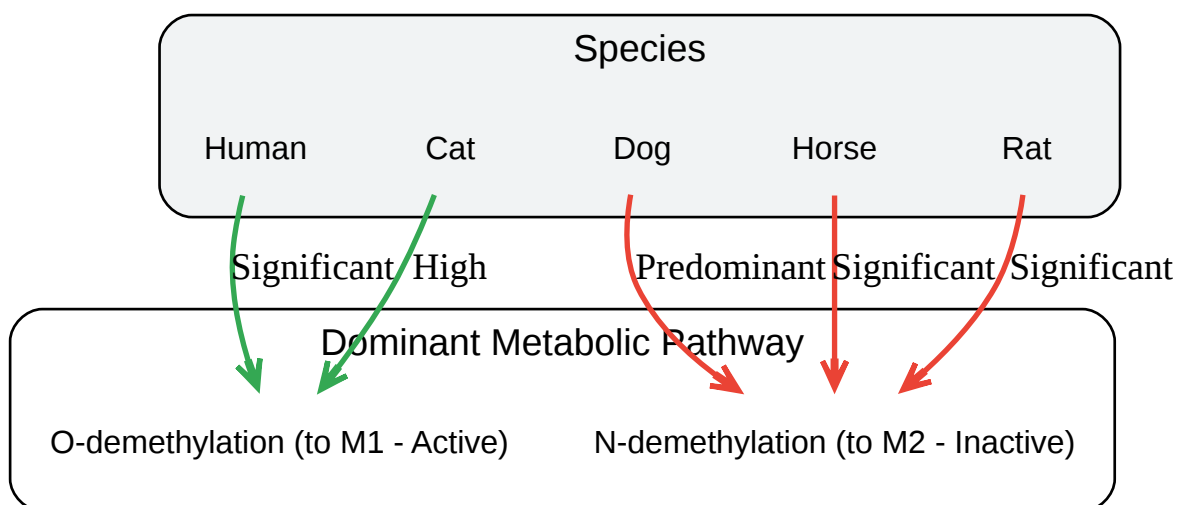 Species
Human Cat Dog Horse Rat
Significant High Predominant Significant Significant
Dominant Metabolic Pathway
O-demethylation (to M1 - Active) N-demethylation (to M2 - Inactive)